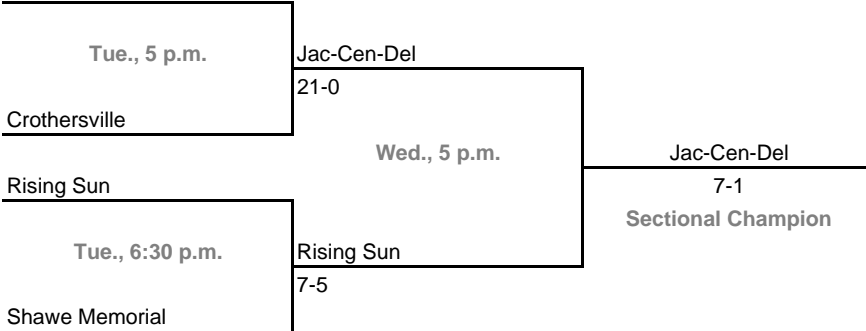 Tue., 5 p.m.
Jac-Cen-Del
21-0
Crothersville
Wed., 5 p.m.
Jac-Cen-Del
Rising Sun
7-1
Sectional Champion
Tue., 6:30 p.m.
Rising Sun
7-5
Shawe Memorial